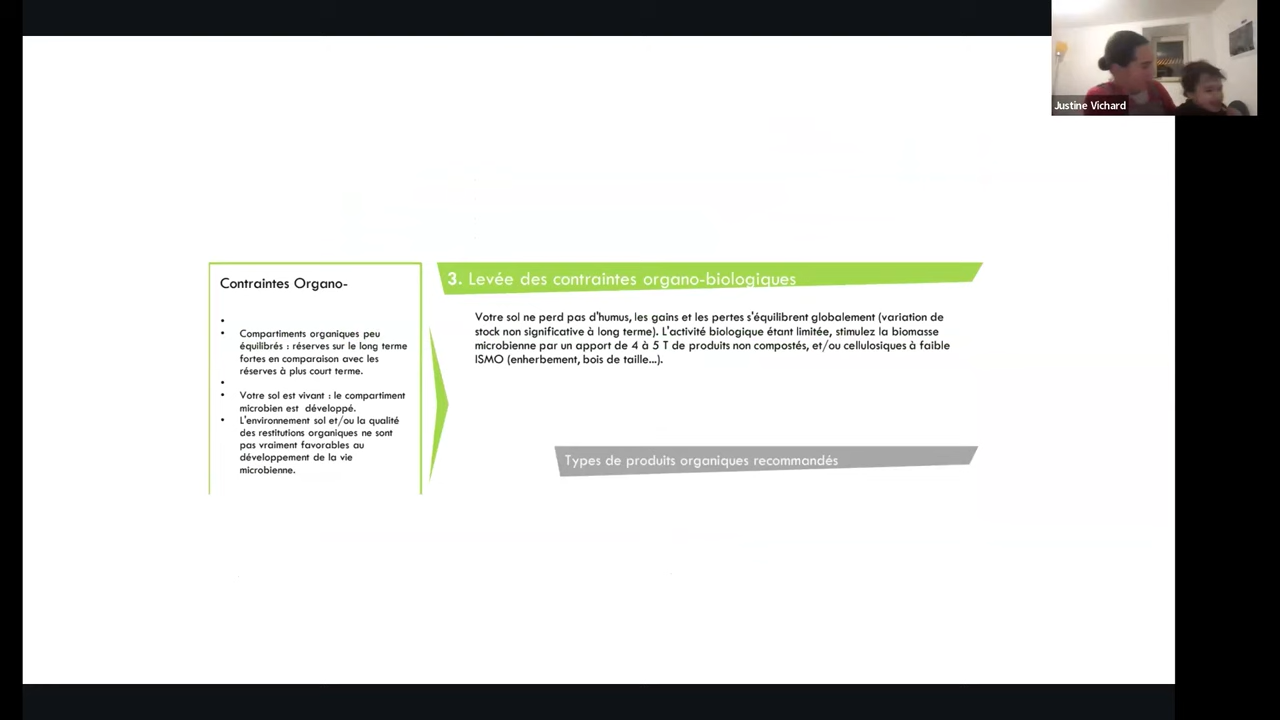 Justine Vichard
Contraintes Organo-
• Compartiments organiques peu
équilibrés : réserves sur le long terme
fortes en comparaison avec les
réserves à plus court terme.
• Votre sol est vivant : le compartiment
microbien est développé.
• L'environnement sol et/ou la qualité
des restitutions organiques ne sont
pas vraiment favorables au
développement de la vie
microbienne.
3. Levée des contraintes organo-biologiques
Votre sol ne perd pas d'humus, les gains et les pertes s'équilibrent globalement (variation de
stock non significative à long terme). L'activité biologique étant limitée, stimulez la biomasse
microbienne par un apport de 4 à 5 T de produits non compostés, et/ou cellulosiques à faible
ISMO (enherbement, bois de taille...).
Types de produits organiques recommandés